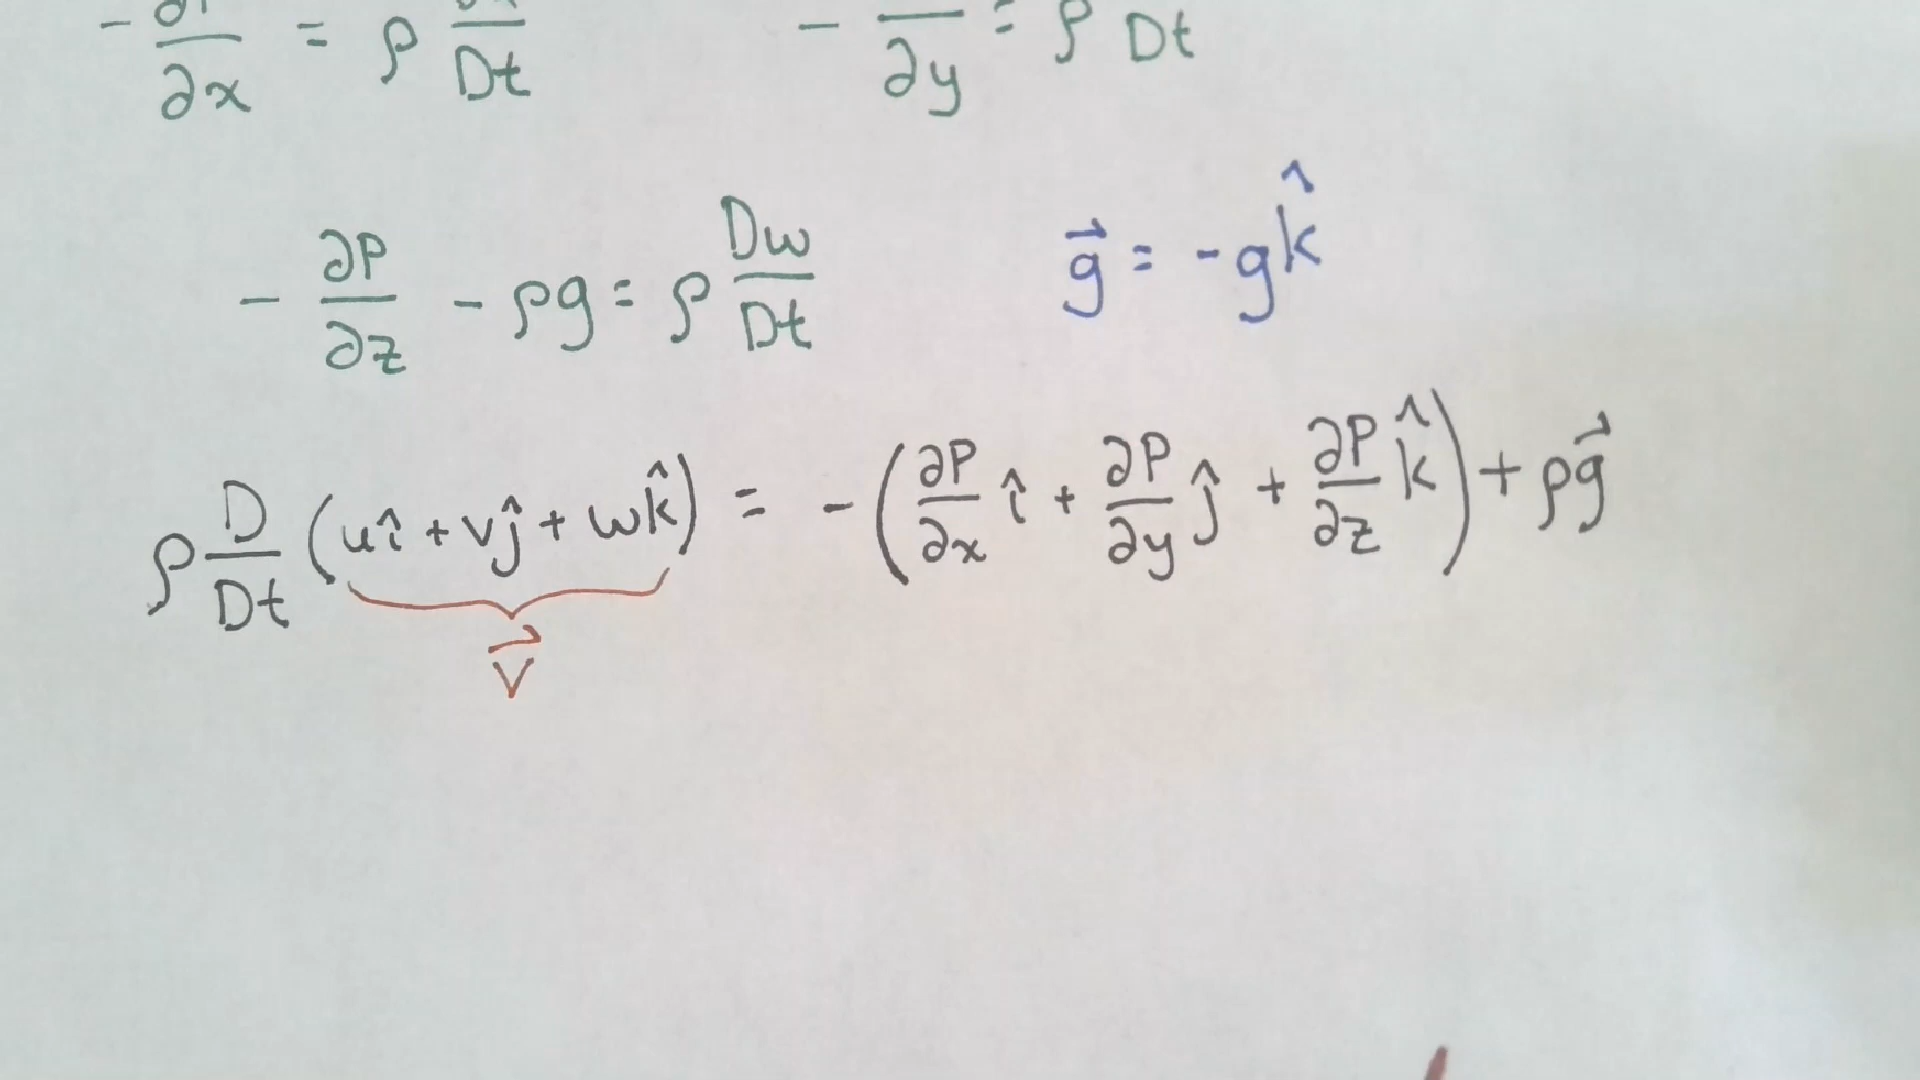 - ∂P/∂x = ρ D/Dt - /∂y = ρ /Dt
- ∂P/∂z - ρg = ρ Dw/Dt g⃗ = -gk̂
ρ D/Dt (uî + vĵ + wk̂) = - (∂P/∂x î + ∂P/∂y ĵ + ∂P/∂z k̂) + ρg⃗
V⃗